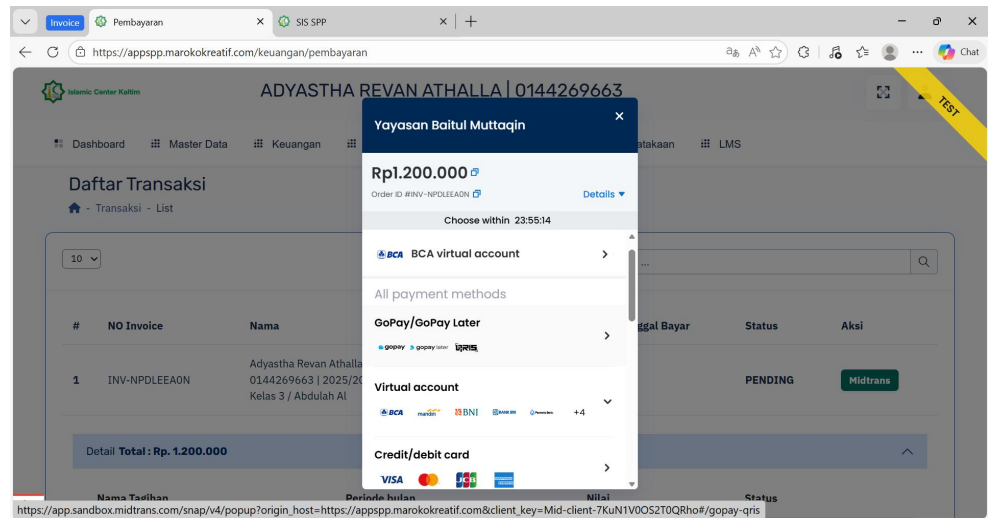 Invoice Pembayaran SIS SPP
https://appspp.marokokreatif.com/keuangan/pembayaran Chat
Islamic Center Kaltim ADYASTHA REVAN ATHALLA | 0144269663
TEST
Dashboard Master Data Keuangan atakaan LMS
Daftar Transaksi
- Transaksi - List
Yayasan Baitul Muttaqin
Rp1.200.000
Order ID #INV-NPDLEEA0N Details
Choose within 23:55:14
BCA BCA virtual account
All payment methods
GoPay/GoPay Later
gopay gopay later QRIS
Virtual account
BCA mandiri BNI BANK BRI +4
Credit/debit card
VISA JCB
10 ...
# NO Invoice Nama ggal Bayar Status Aksi
1 INV-NPDLEEA0N Adyastha Revan Athalla PENDING Midtrans
0144269663 | 2025/20
Kelas 3 / Abdulah Al
Detail Total : Rp. 1.200.000
Nama Tagihan Periode bulan Nilai Status
https://app.sandbox.midtrans.com/snap/v4/popup?origin_host=https://appspp.marokokreatif.com&client_key=Mid-client-7KuN1V0OS2T0QRho#/gopay-qris